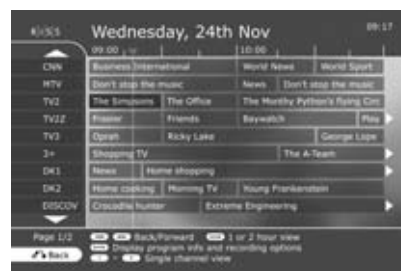 Wednesday, 24th Nov 09:17
09:00 10:00
CNN Business International World News World Sport
MTV Don't stop the music News Don't stop the music
TV2 The Simpsons The Office The Monthy Python's flying Circ
TV2Z Frasier Friends Baywatch Play
TV3 Oprah Ricky Lake George Lope
3+ Shopping TV The A-Team
DK1 News Home shopping
DK2 Home cooking Morning TV Young Frankenstein
DISCOV Crocodile hunter Extreme Engineering
Page 1/2 Back/Forward 1 or 2 hour view
Display program info and recording options
Back Single channel view